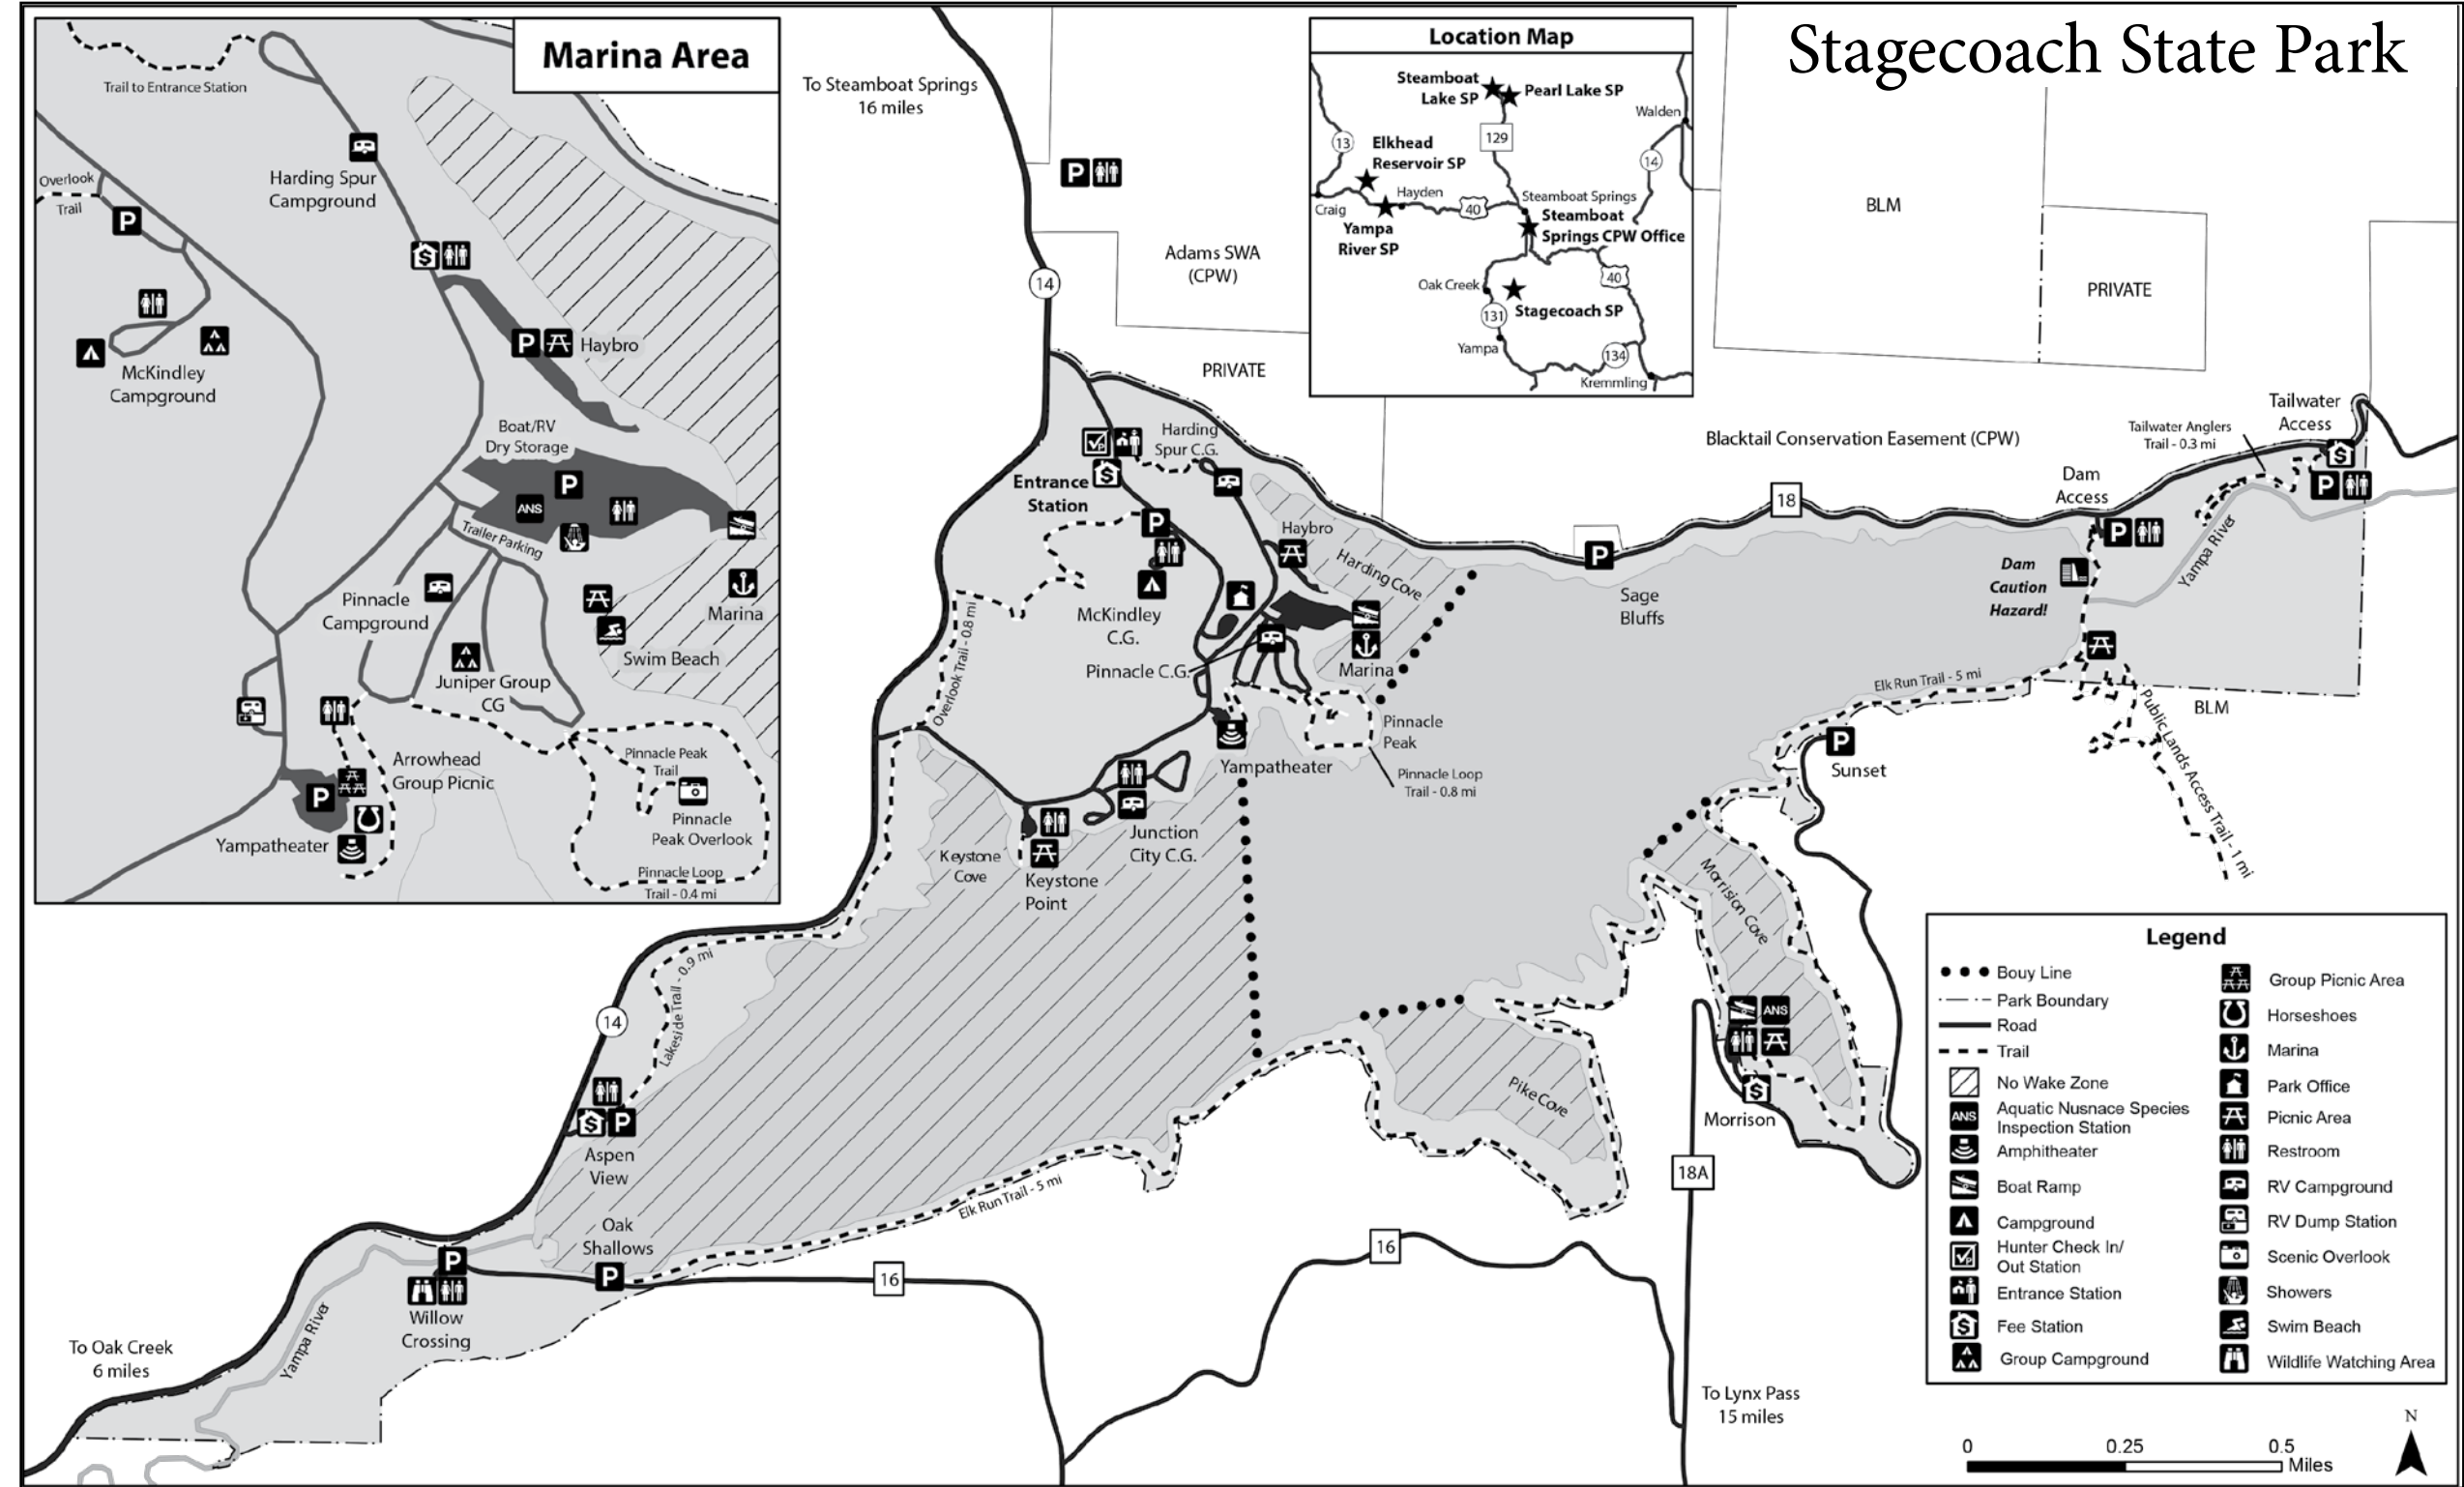 Stagecoach State Park
Marina Area
Trail to Entrance Station
Harding Spur
Campground
Overlook
Trail
P
$
McKindley
Campground
P
Haybro
Boat/RV
Dry Storage
P
ANS
Trailer Parking
Pinnacle
Campground
Marina
Swim Beach
Juniper Group
CG
Arrowhead
Group Picnic
P
Yampatheater
Pinnacle Peak
Trail
Pinnacle
Peak Overlook
Pinnacle Loop
Trail - 0.4 mi
Location Map
Steamboat
Lake SP
Pearl Lake SP
Walden
129
13
14
Elkhead
Reservoir SP
Hayden
Craig
40
Steamboat Springs
Steamboat
Springs CPW Office
Yampa
River SP
40
Oak Creek
Stagecoach SP
131
Yampa
134
Kremmling
To Steamboat Springs
16 miles
P
Adams SWA
(CPW)
14
PRIVATE
BLM
PRIVATE
Blacktail Conservation Easement (CPW)
Tailwater
Access
Tailwater Anglers
Trail - 0.3 mi
$
P
Dam
Access
P
18
Yampa River
Dam
Caution
Hazard!
Harding
Spur C.G.
Entrance
Station
$
P
Haybro
Harding Cove
P
Sage
Bluffs
McKindley
C.G.
Pinnacle C.G.
Marina
Overlook Trail - 0.8 mi
Pinnacle
Peak
Pinnacle Loop
Trail - 0.8 mi
Yampatheater
Elk Run Trail - 5 mi
BLM
Public Lands Access Trail - 1 mi
P
Sunset
Junction
City C.G.
Keystone
Cove
Keystone
Point
Morrision Cove
Lakeside Trail - 0.9 mi
14
ANS
$
Morrison
Pike Cove
$
P
Aspen
View
18A
Elk Run Trail - 5 mi
Oak
Shallows
P
P
16
16
Willow
Crossing
Yampa River
To Oak Creek
6 miles
To Lynx Pass
15 miles
Legend
Bouy Line
Park Boundary
Road
Trail
No Wake Zone
ANS
Aquatic Nusnace Species
Inspection Station
Amphitheater
Boat Ramp
Campground
Hunter Check In/
Out Station
Entrance Station
$
Fee Station
Group Campground
Group Picnic Area
Horseshoes
Marina
Park Office
Picnic Area
Restroom
RV Campground
RV Dump Station
Scenic Overlook
Showers
Swim Beach
Wildlife Watching Area
N
0 0.25 0.5
Miles